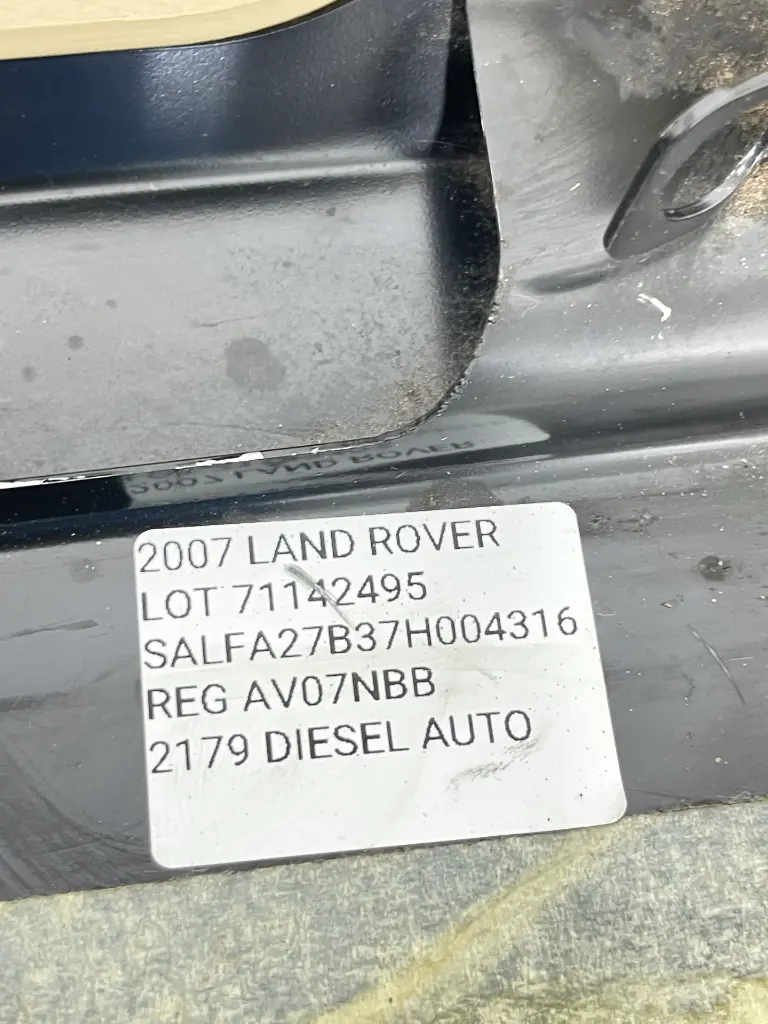 2007 LAND ROVER
LOT 71142495
SALFA27B37H004316
REG AV07NBB
2179 DIESEL AUTO